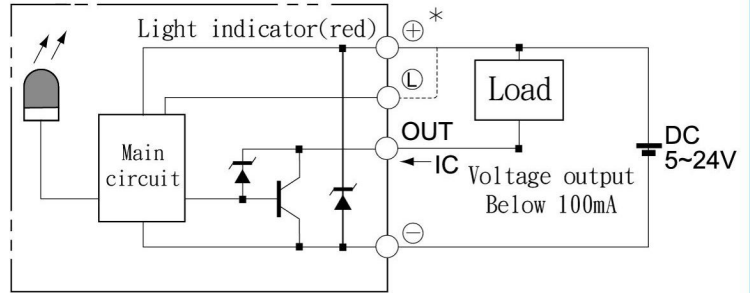 Light indicator(red)
⊕ *
Ⓛ
Load
OUT
IC
Main
circuit
Voltage output
Below 100mA
DC
5~24V
⊖